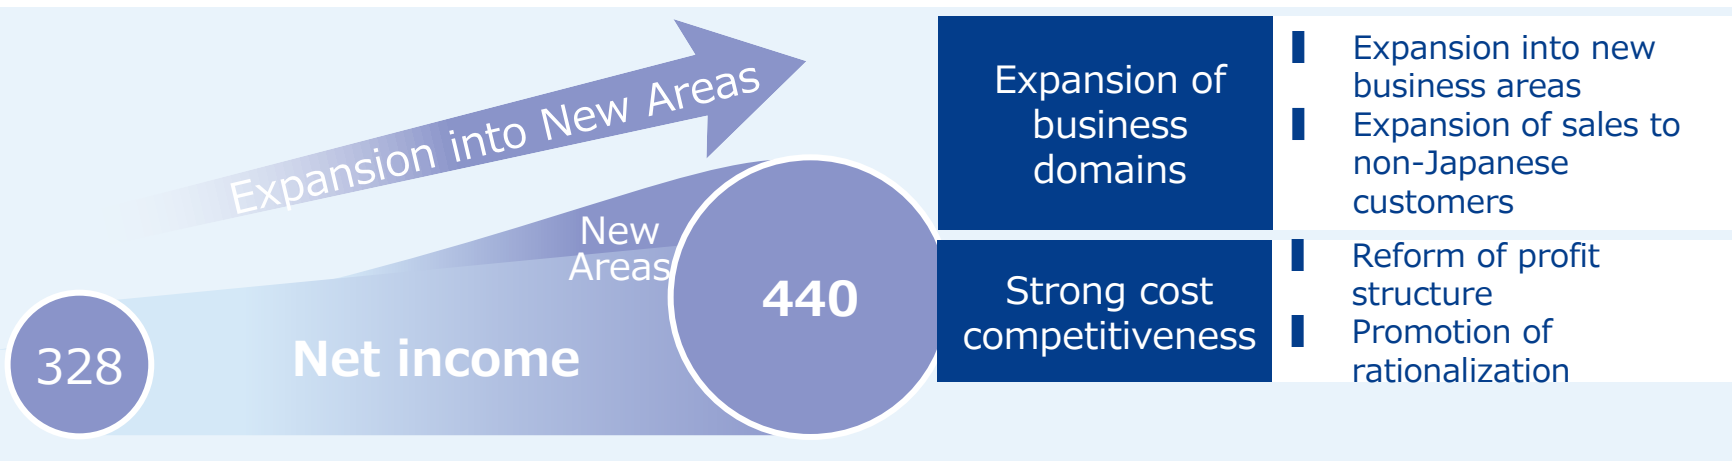 Expansion into New Areas
New
Areas
328
Net income
440
Expansion of
business
domains
Expansion into new
business areas
Expansion of sales to
non-Japanese
customers
Strong cost
competitiveness
Reform of profit
structure
Promotion of
rationalization